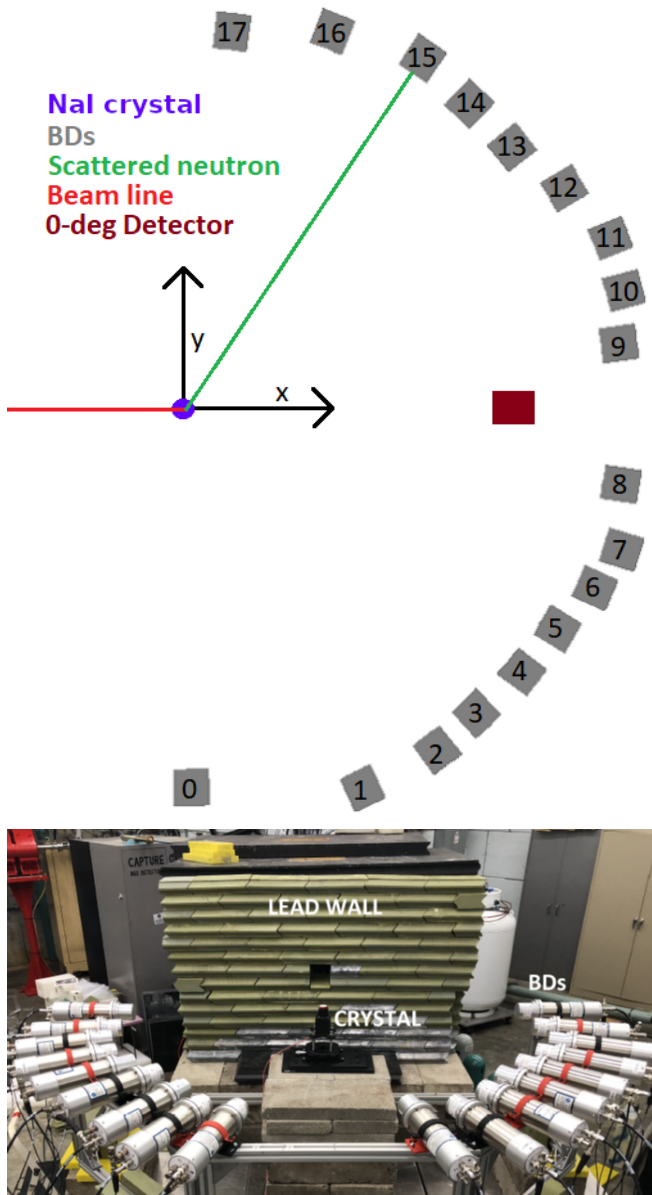 17
16
15
NaI crystal
BDs
14
Scattered neutron
13
Beam line
12
0-deg Detector
11
10
y
9
x
8
7
6
5
4
3
2
0
1
CAPTURE
LEAD WALL
BDs
CRYSTAL